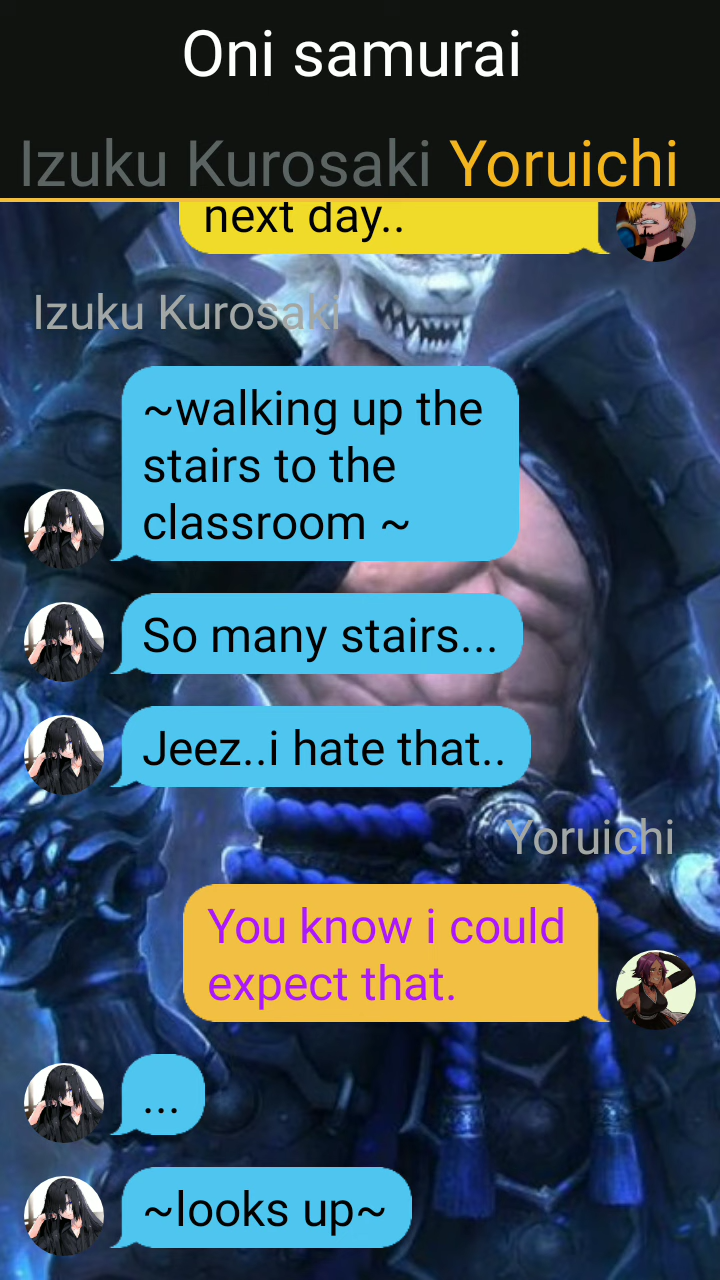 Oni samurai
Izuku Kurosaki Yoruichi
next day..
Izuku Kurosaki
~walking up the
stairs to the
classroom ~
So many stairs...
Jeez..i hate that..
Yoruichi
You know i could
expect that.
...
~looks up~